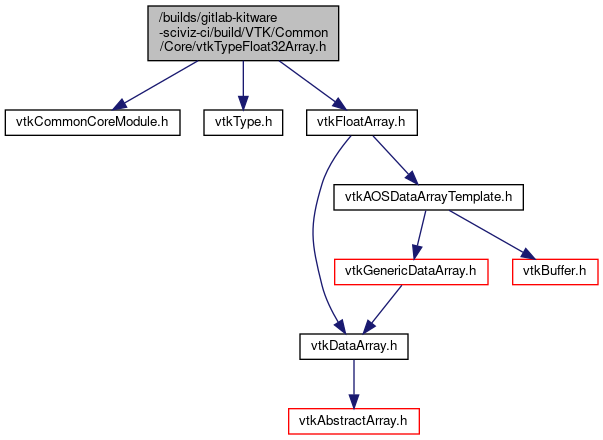 /builds/gitlab-kitware
-sciviz-ci/build/VTK/Common
/Core/vtkTypeFloat32Array.h
vtkCommonCoreModule.h
vtkType.h
vtkFloatArray.h
vtkAOSDataArrayTemplate.h
vtkGenericDataArray.h
vtkBuffer.h
vtkDataArray.h
vtkAbstractArray.h